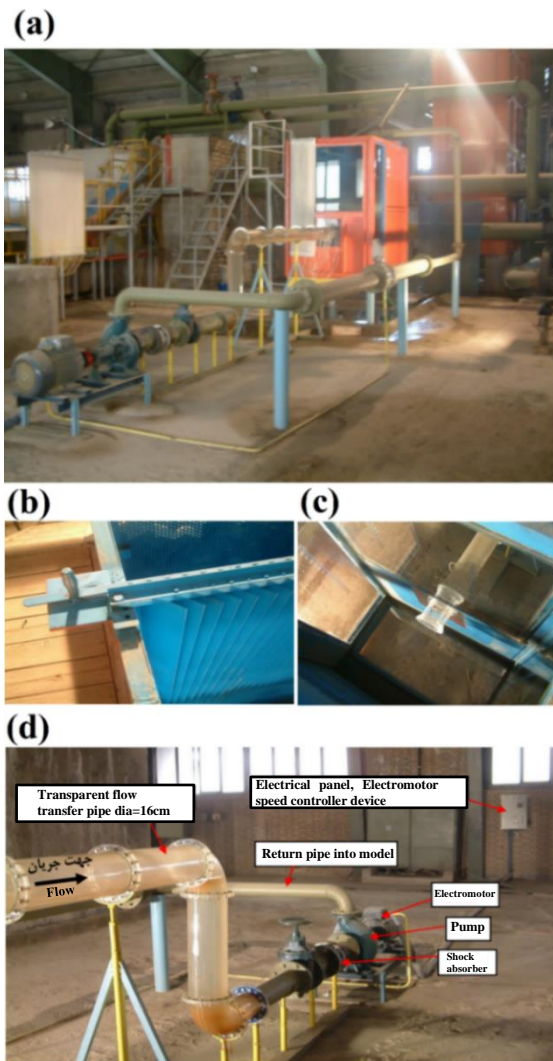 (a)
(b)
(c)
(d)
Transparent flow
transfer pipe dia=16cm
Electrical panel, Electromotor
speed controller device
Return pipe into model
جهت جریان
Flow
Electromotor
Pump
Shock
absorber